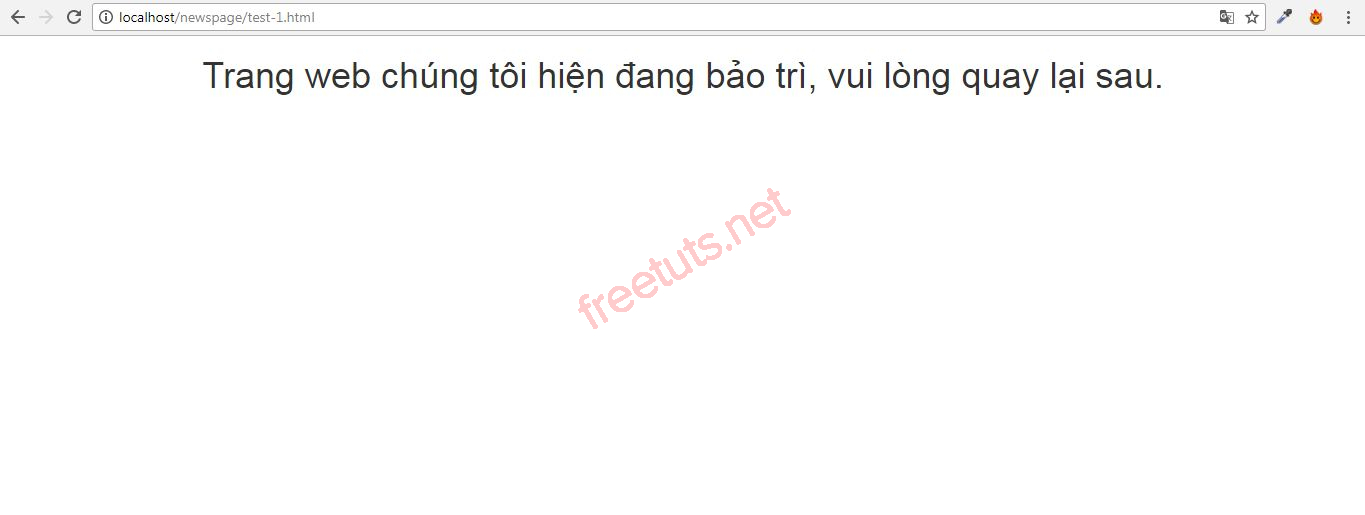 localhost/newspage/test-1.html
Trang web chúng tôi hiện đang bảo trì, vui lòng quay lại sau.
freetuts.net